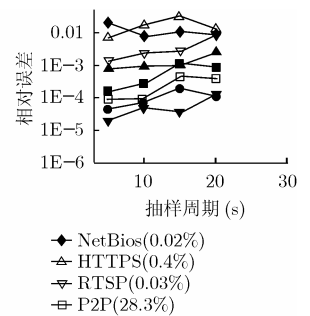 0.01
1E−3
1E−4
1E−5
1E−6
相对误差
10 20 30
抽样周期 (s)
NetBios(0.02%)
HTTPS(0.4%)
RTSP(0.03%)
P2P(28.3%)